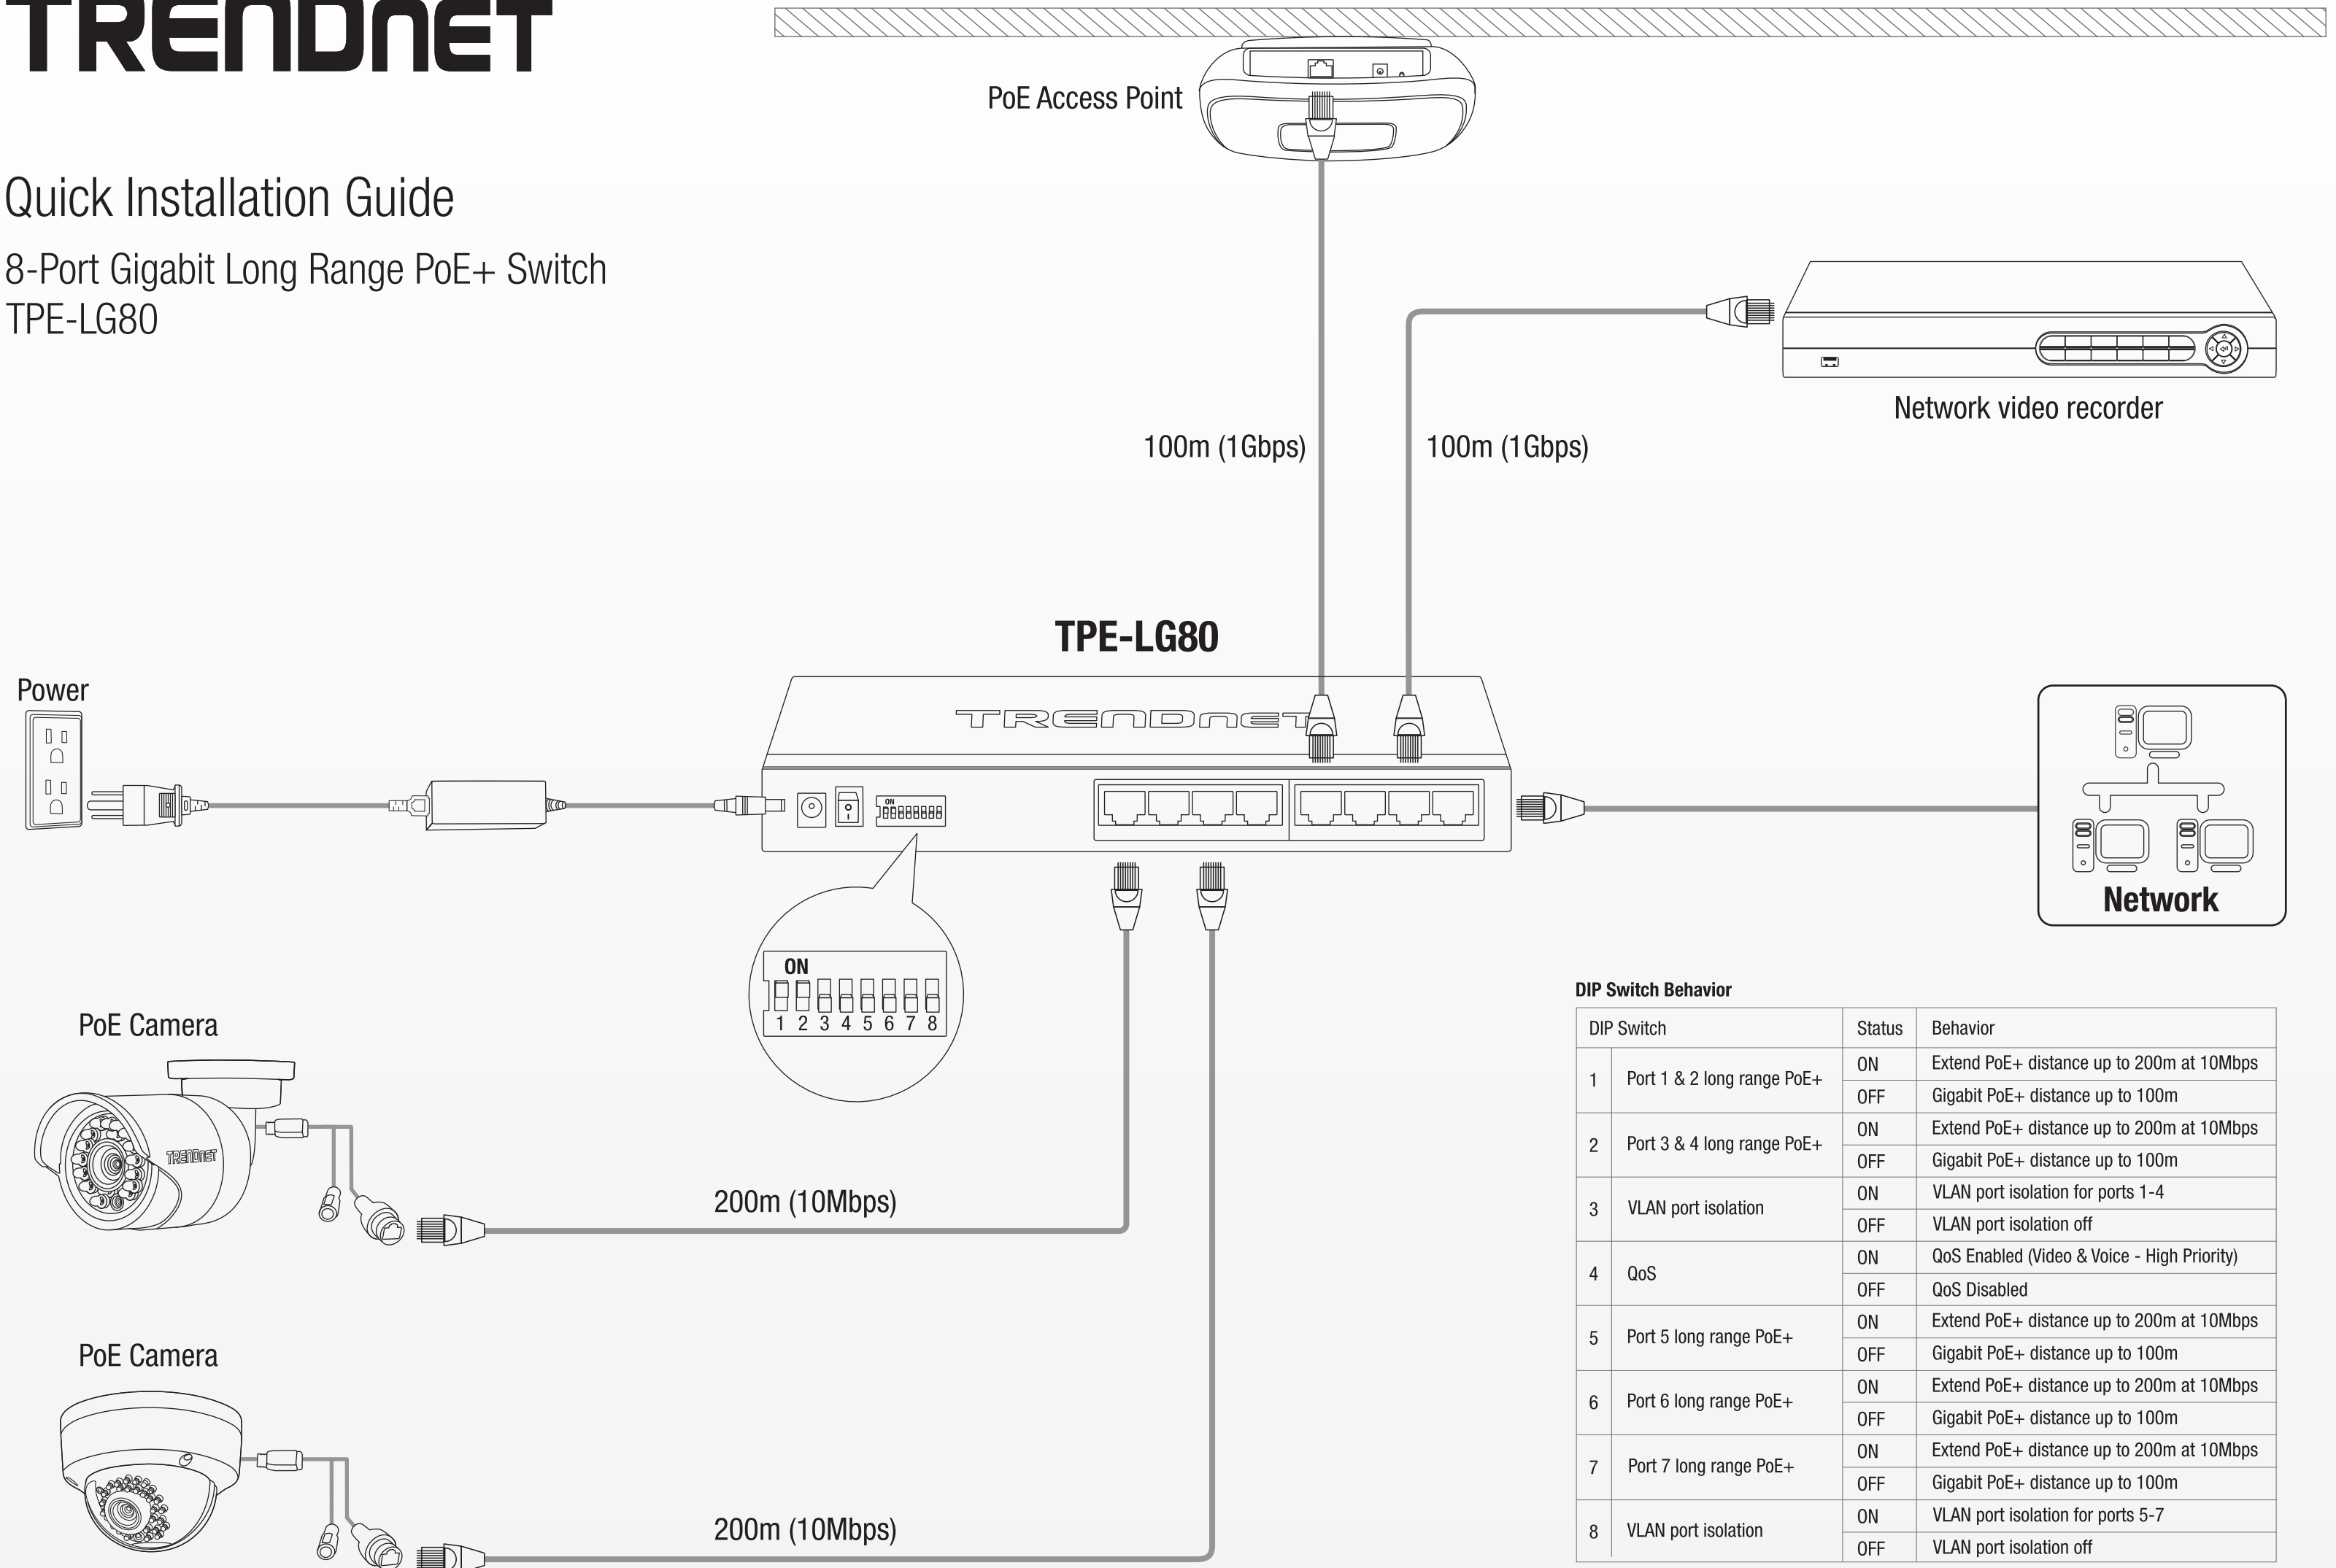 TRENDNET
Quick Installation Guide
8-Port Gigabit Long Range PoE+ Switch
TPE-LG80
PoE Access Point
Network video recorder
100m (1Gbps)
100m (1Gbps)
TPE-LG80
Power
TRENDNET
ON
Network
ON
1 2 3 4 5 6 7 8
PoE Camera
TRENDNET
200m (10Mbps)
PoE Camera
200m (10Mbps)
DIP Switch Behavior
DIP Switch Status Behavior
1 Port 1 & 2 long range PoE+ ON Extend PoE+ distance up to 200m at 10Mbps
OFF Gigabit PoE+ distance up to 100m
2 Port 3 & 4 long range PoE+ ON Extend PoE+ distance up to 200m at 10Mbps
OFF Gigabit PoE+ distance up to 100m
3 VLAN port isolation ON VLAN port isolation for ports 1-4
OFF VLAN port isolation off
4 QoS ON QoS Enabled (Video & Voice - High Priority)
OFF QoS Disabled
5 Port 5 long range PoE+ ON Extend PoE+ distance up to 200m at 10Mbps
OFF Gigabit PoE+ distance up to 100m
6 Port 6 long range PoE+ ON Extend PoE+ distance up to 200m at 10Mbps
OFF Gigabit PoE+ distance up to 100m
7 Port 7 long range PoE+ ON Extend PoE+ distance up to 200m at 10Mbps
OFF Gigabit PoE+ distance up to 100m
8 VLAN port isolation ON VLAN port isolation for ports 5-7
OFF VLAN port isolation off